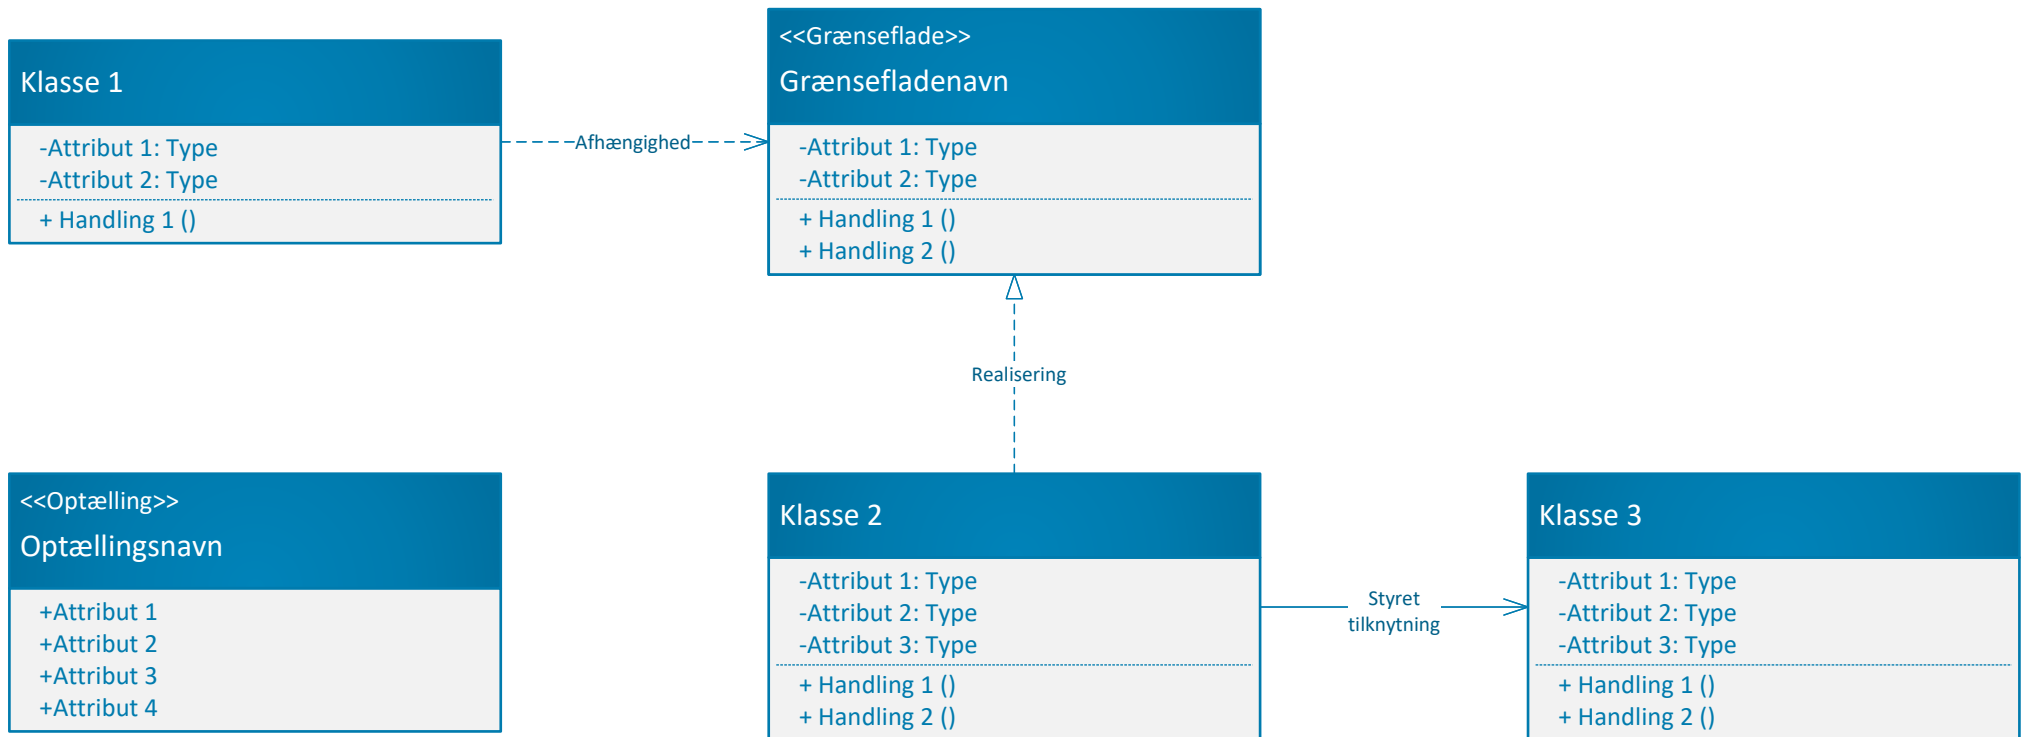 Klasse 1
-Attribut 1: Type
-Attribut 2: Type
+ Handling 1 ()
Afhængighed
<<Grænseflade>>
Grænsefladenavn
-Attribut 1: Type
-Attribut 2: Type
+ Handling 1 ()
+ Handling 2 ()
Realisering
<<Optælling>>
Optællingsnavn
+Attribut 1
+Attribut 2
+Attribut 3
+Attribut 4
Klasse 2
-Attribut 1: Type
-Attribut 2: Type
-Attribut 3: Type
+ Handling 1 ()
+ Handling 2 ()
Styret
tilknytning
Klasse 3
-Attribut 1: Type
-Attribut 2: Type
-Attribut 3: Type
+ Handling 1 ()
+ Handling 2 ()